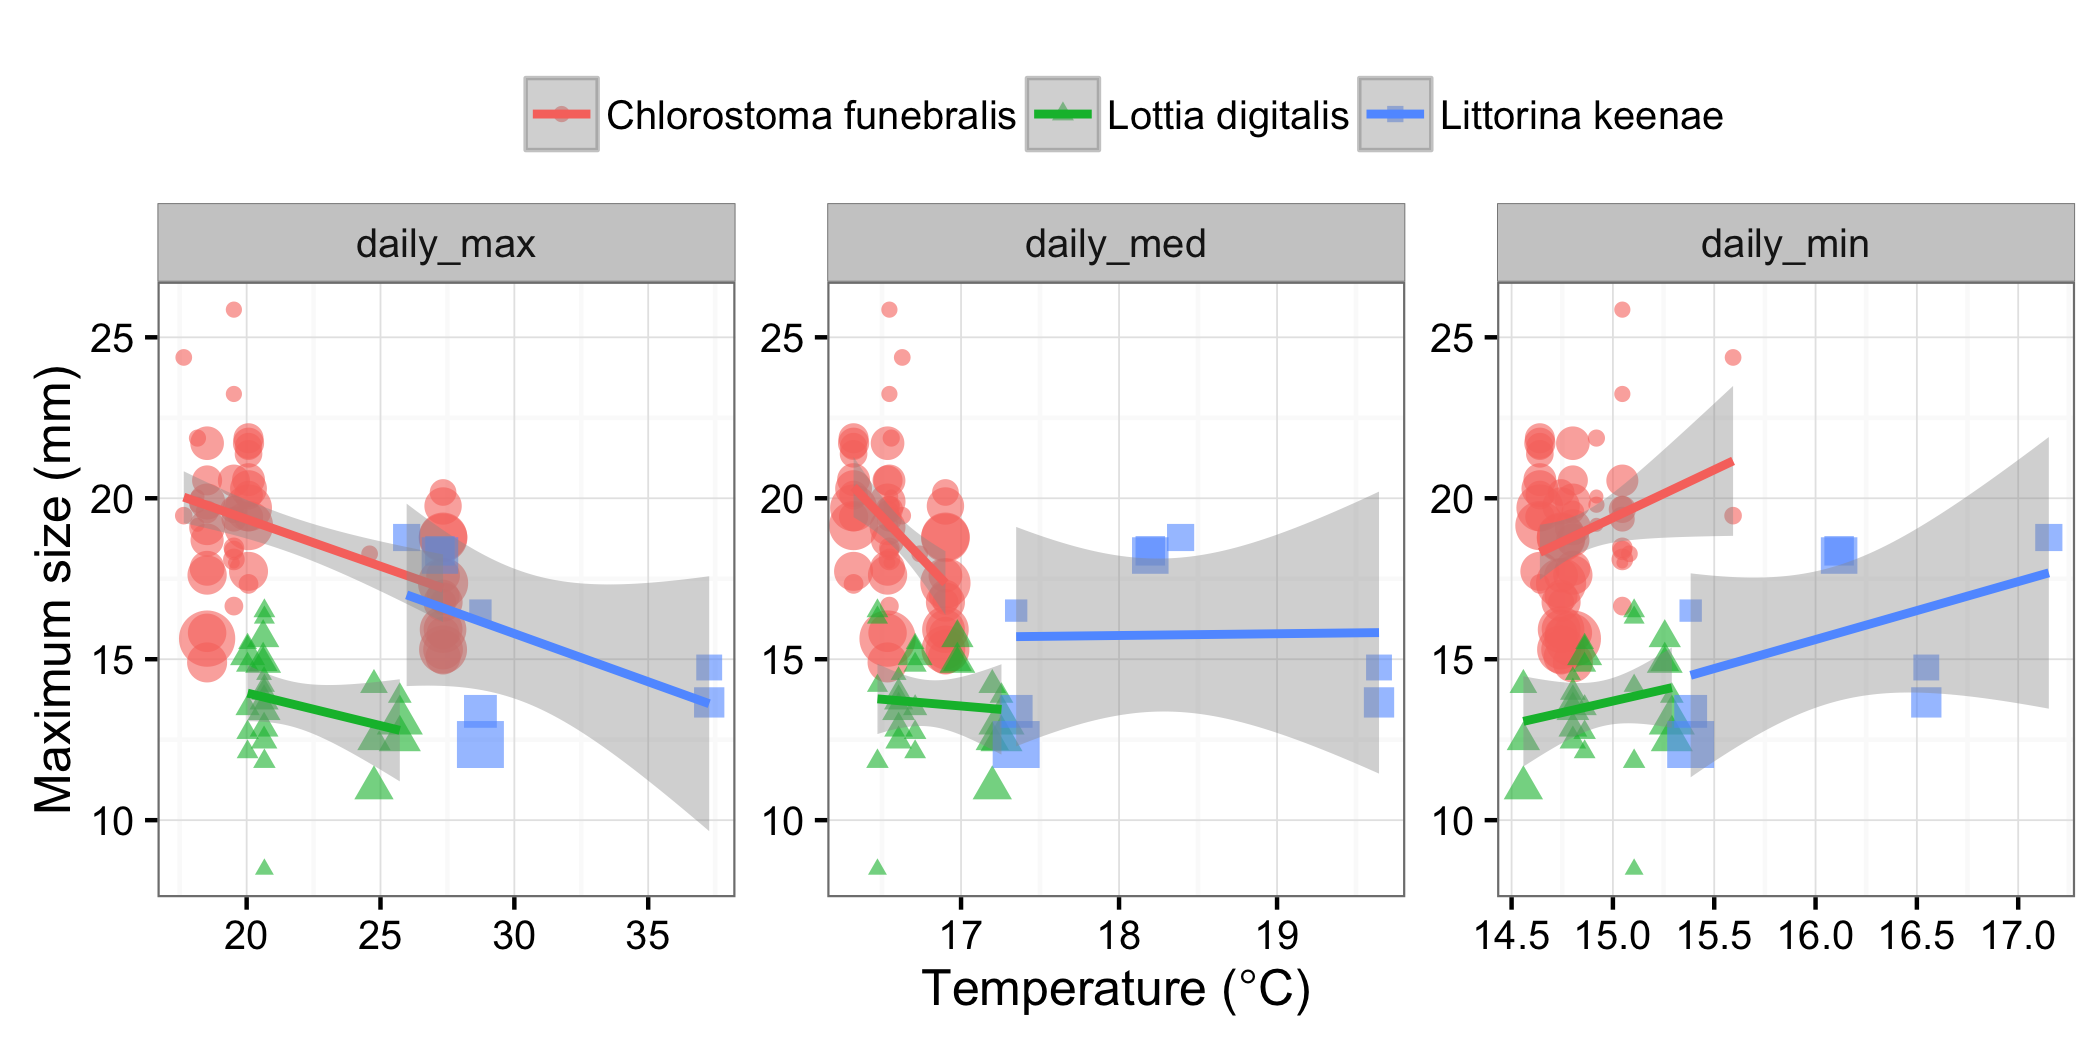 Chlorostoma funebralis Lottia digitalis Littorina keenae
daily_max daily_med daily_min
Maximum size (mm)
25 25 25
20 20 20
15 15 15
10 10 10
20 25 30 35 17 18 19 14.5 15.0 15.5 16.0 16.5 17.0
Temperature (°C)